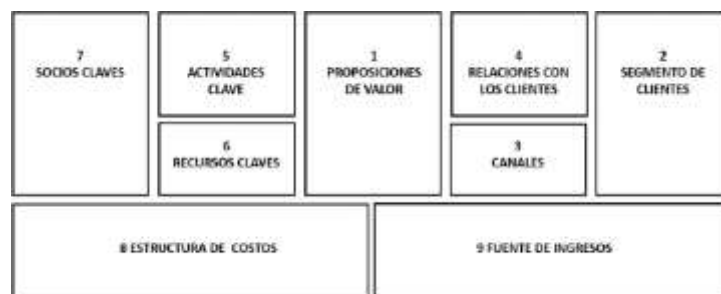 7
SOCIOS CLAVES
5
ACTIVIDADES
CLAVE
6
RECURSOS CLAVES
1
PROPOSICIONES
DE VALOR
4
RELACIONES CON
LOS CLIENTES
3
CANALES
2
SEGMENTO DE
CLIENTES
8 ESTRUCTURA DE COSTOS
9 FUENTE DE INGRESOS